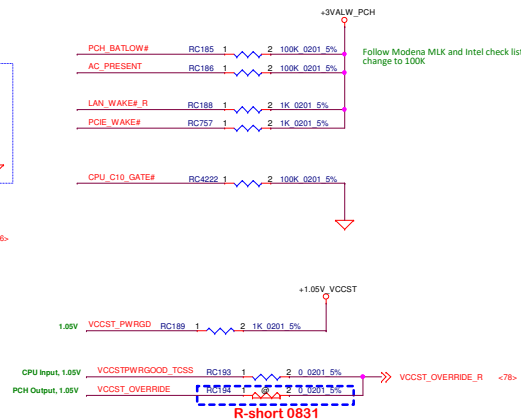 +3VALW_PCH
PCH_BATLOW# RC185 1 2 100K_0201_5%
AC_PRESENT RC186 1 2 100K_0201_5%
Follow Modena MLK and Intel check list
change to 100K
LAN_WAKE#_R RC188 1 2 1K_0201_5%
PCIE_WAKE# RC757 1 2 1K_0201_5%
CPU_C10_GATE# RC4222 1 2 100K_0201_5%
6>
+1.05V_VCCST
1.05V VCCST_PWRGD RC189 1 2 1K_0201_5%
CPU Input, 1.05V VCCSTPWRGOOD_TCSS RC193 1 2 0_0201_5%
VCCST_OVERRIDE_R <78>
PCH Output, 1.05V VCCST_OVERRIDE RC194 1 @ 2 0_0201_5%
R-short 0831